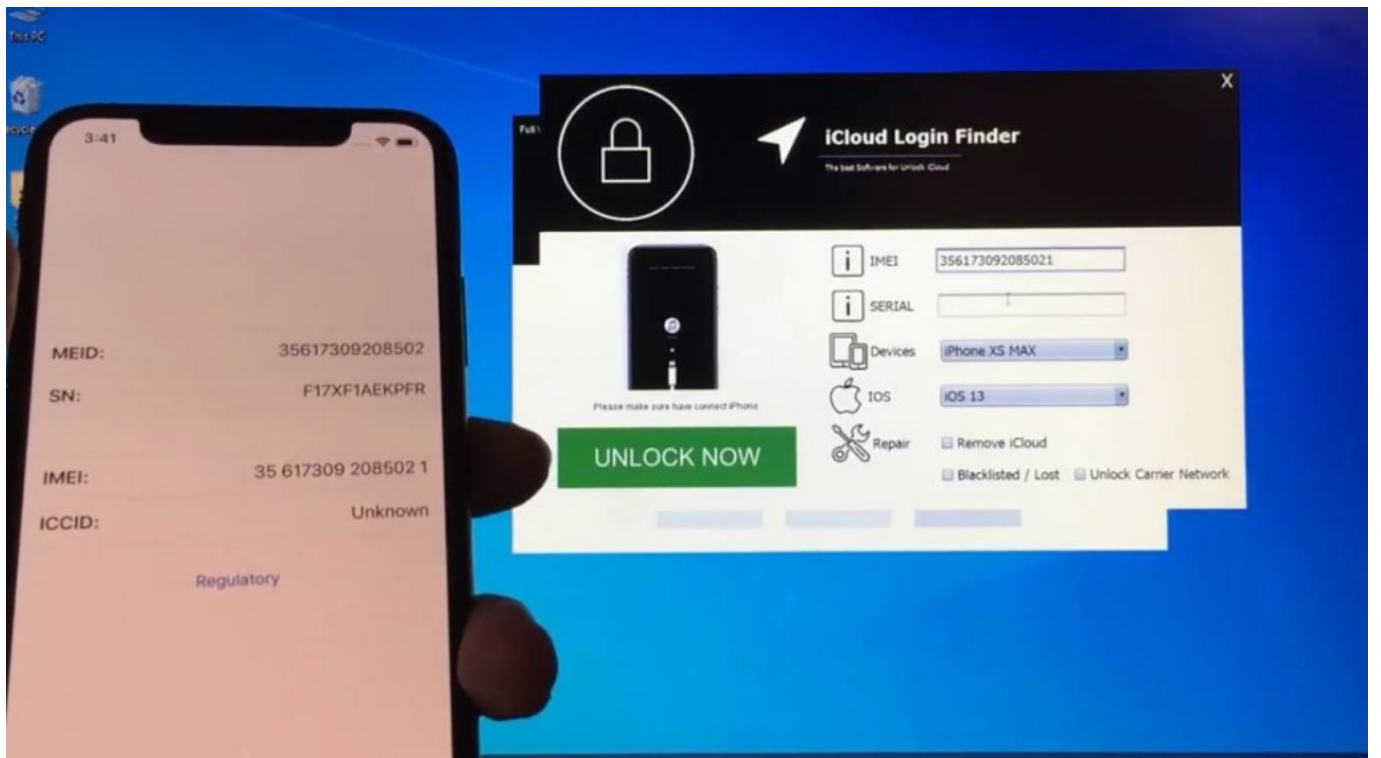 This PC
3:41
MEID: 35617309208502
SN: F17XF1AEKPFR
IMEI: 35 617309 208502 1
ICCID: Unknown
Regulatory
X
iCloud Login Finder
The best Software for Unlock Cloud
IMEI 356173092085021
SERIAL
Devices iPhone XS MAX
IOS iOS 13
Repair Remove iCloud
Blacklisted / Lost Unlock Carrier Network
Please make sure have connect iPhone
UNLOCK NOW